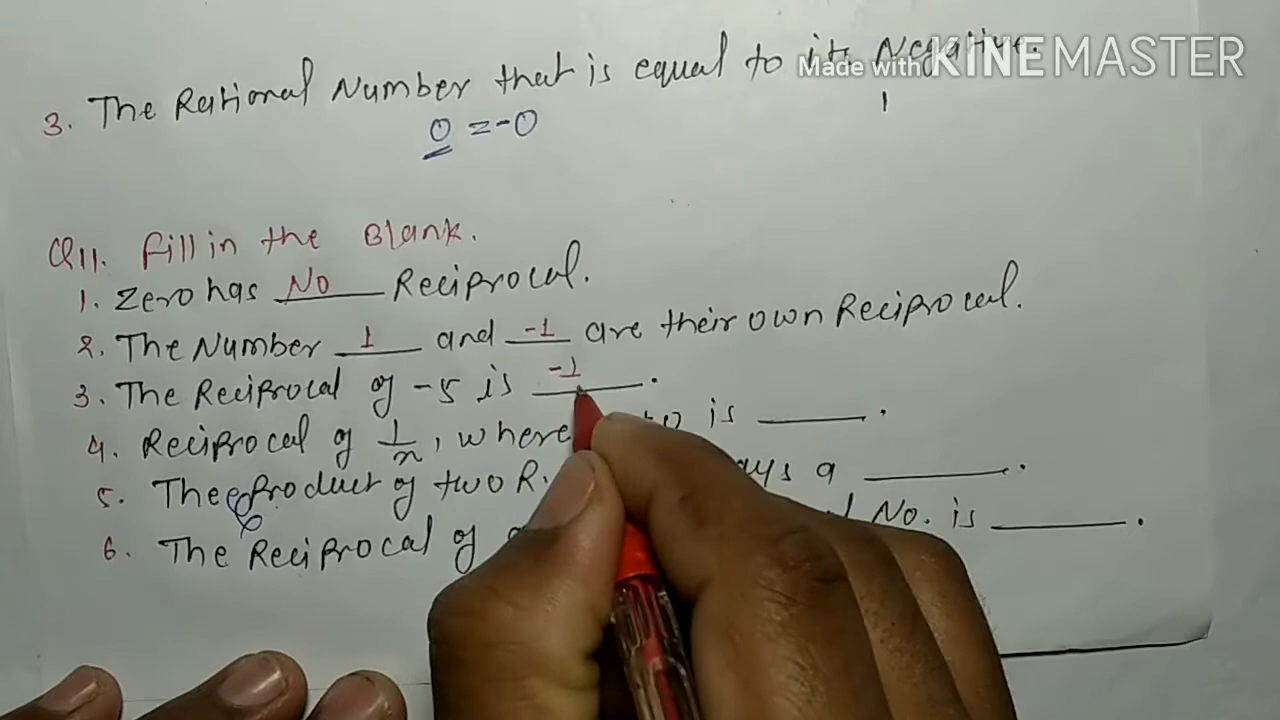 3. The Rational Number that is equal to its Negative.
Made with KINEMASTER
0 = -0
Q11. Fill in the Blank.
1. Zero has No Reciprocal.
2. The Number 1 and -1 are their own Reciprocal.
3. The Reciprocal of -5 is -1 .
4. Reciprocal of 1/x, where is .
5. The Product of two R. a .
6. The Reciprocal of No. is .